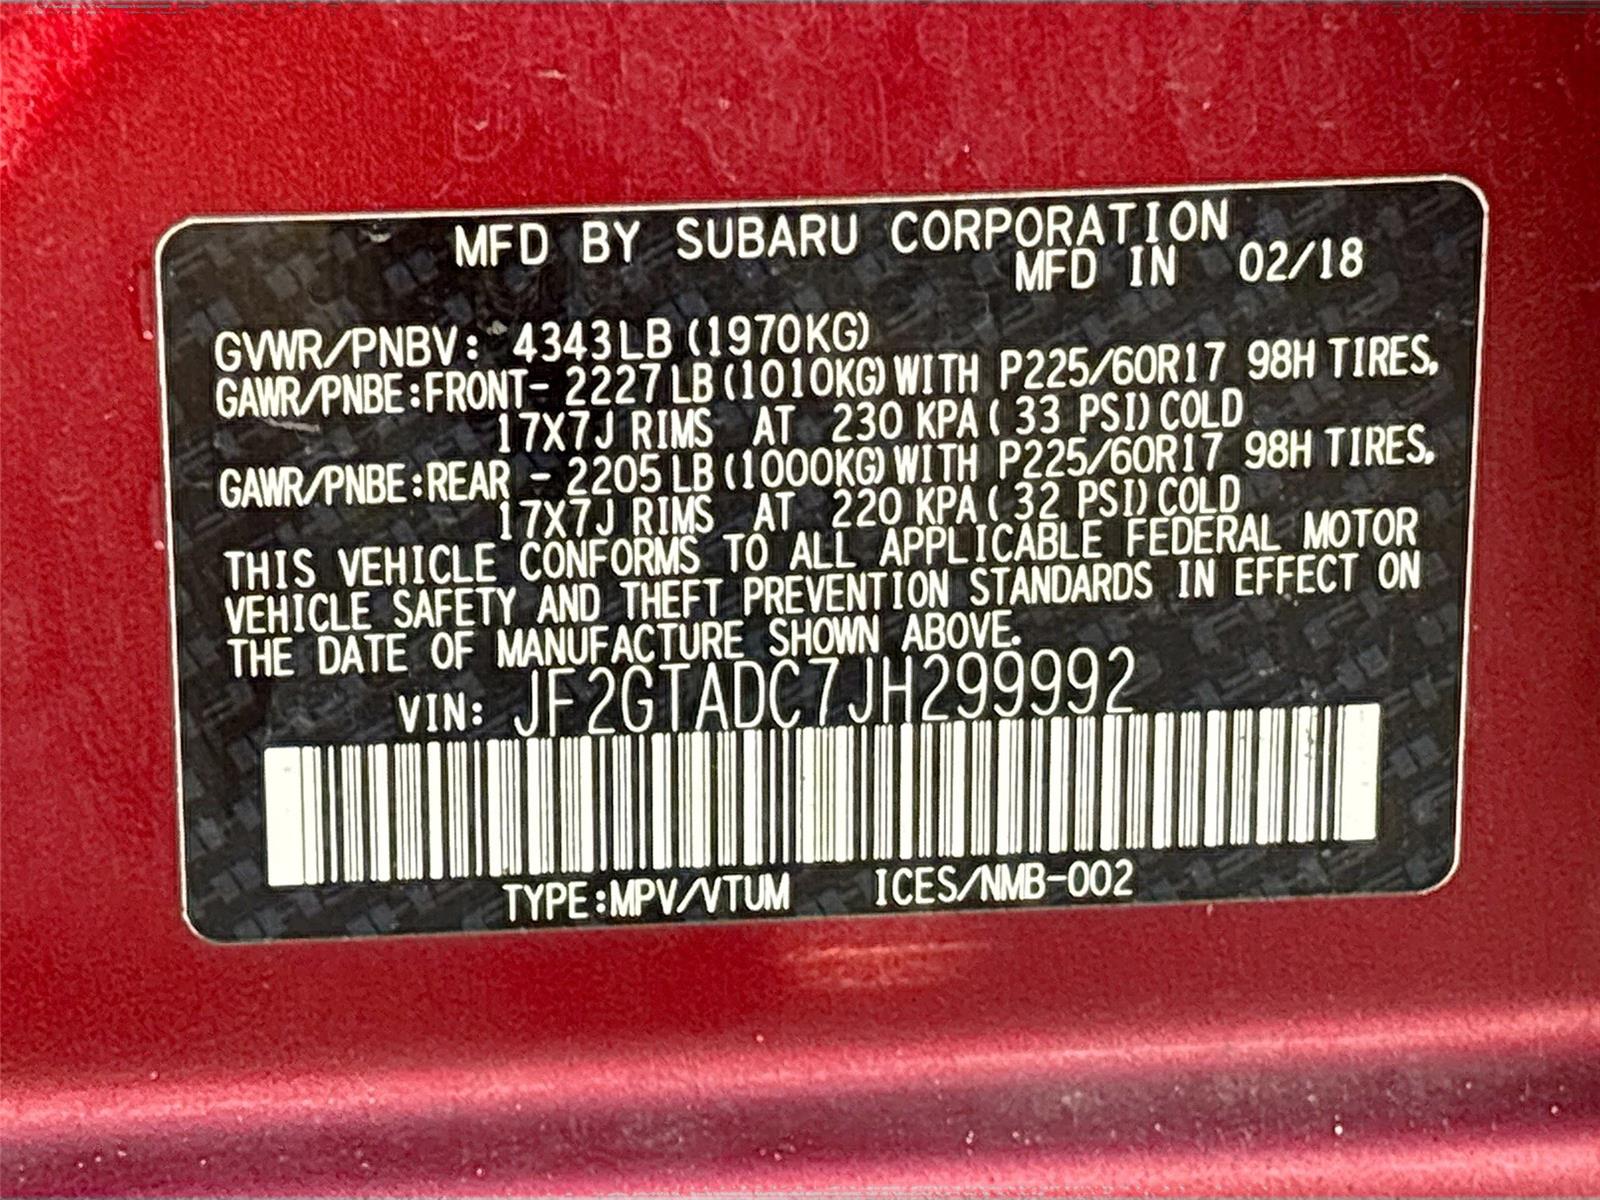 MFD BY SUBARU CORPORATION
MFD IN 02/18
GVWR/PNBV: 4343LB (1970KG)
GAWR/PNBE:FRONT- 2227LB (1010KG) WITH P225/60R17 98H TIRES,
17X7J RIMS AT 230 KPA ( 33 PSI) COLD
GAWR/PNBE:REAR - 2205LB (1000KG) WITH P225/60R17 98H TIRES,
17X7J RIMS AT 220 KPA ( 32 PSI) COLD
THIS VEHICLE CONFORMS TO ALL APPLICABLE FEDERAL MOTOR
VEHICLE SAFETY AND THEFT PREVENTION STANDARDS IN EFFECT ON
THE DATE OF MANUFACTURE SHOWN ABOVE.
VIN: JF2GTADC7JH299992
TYPE:MPV/VTUM ICES/NMB-002